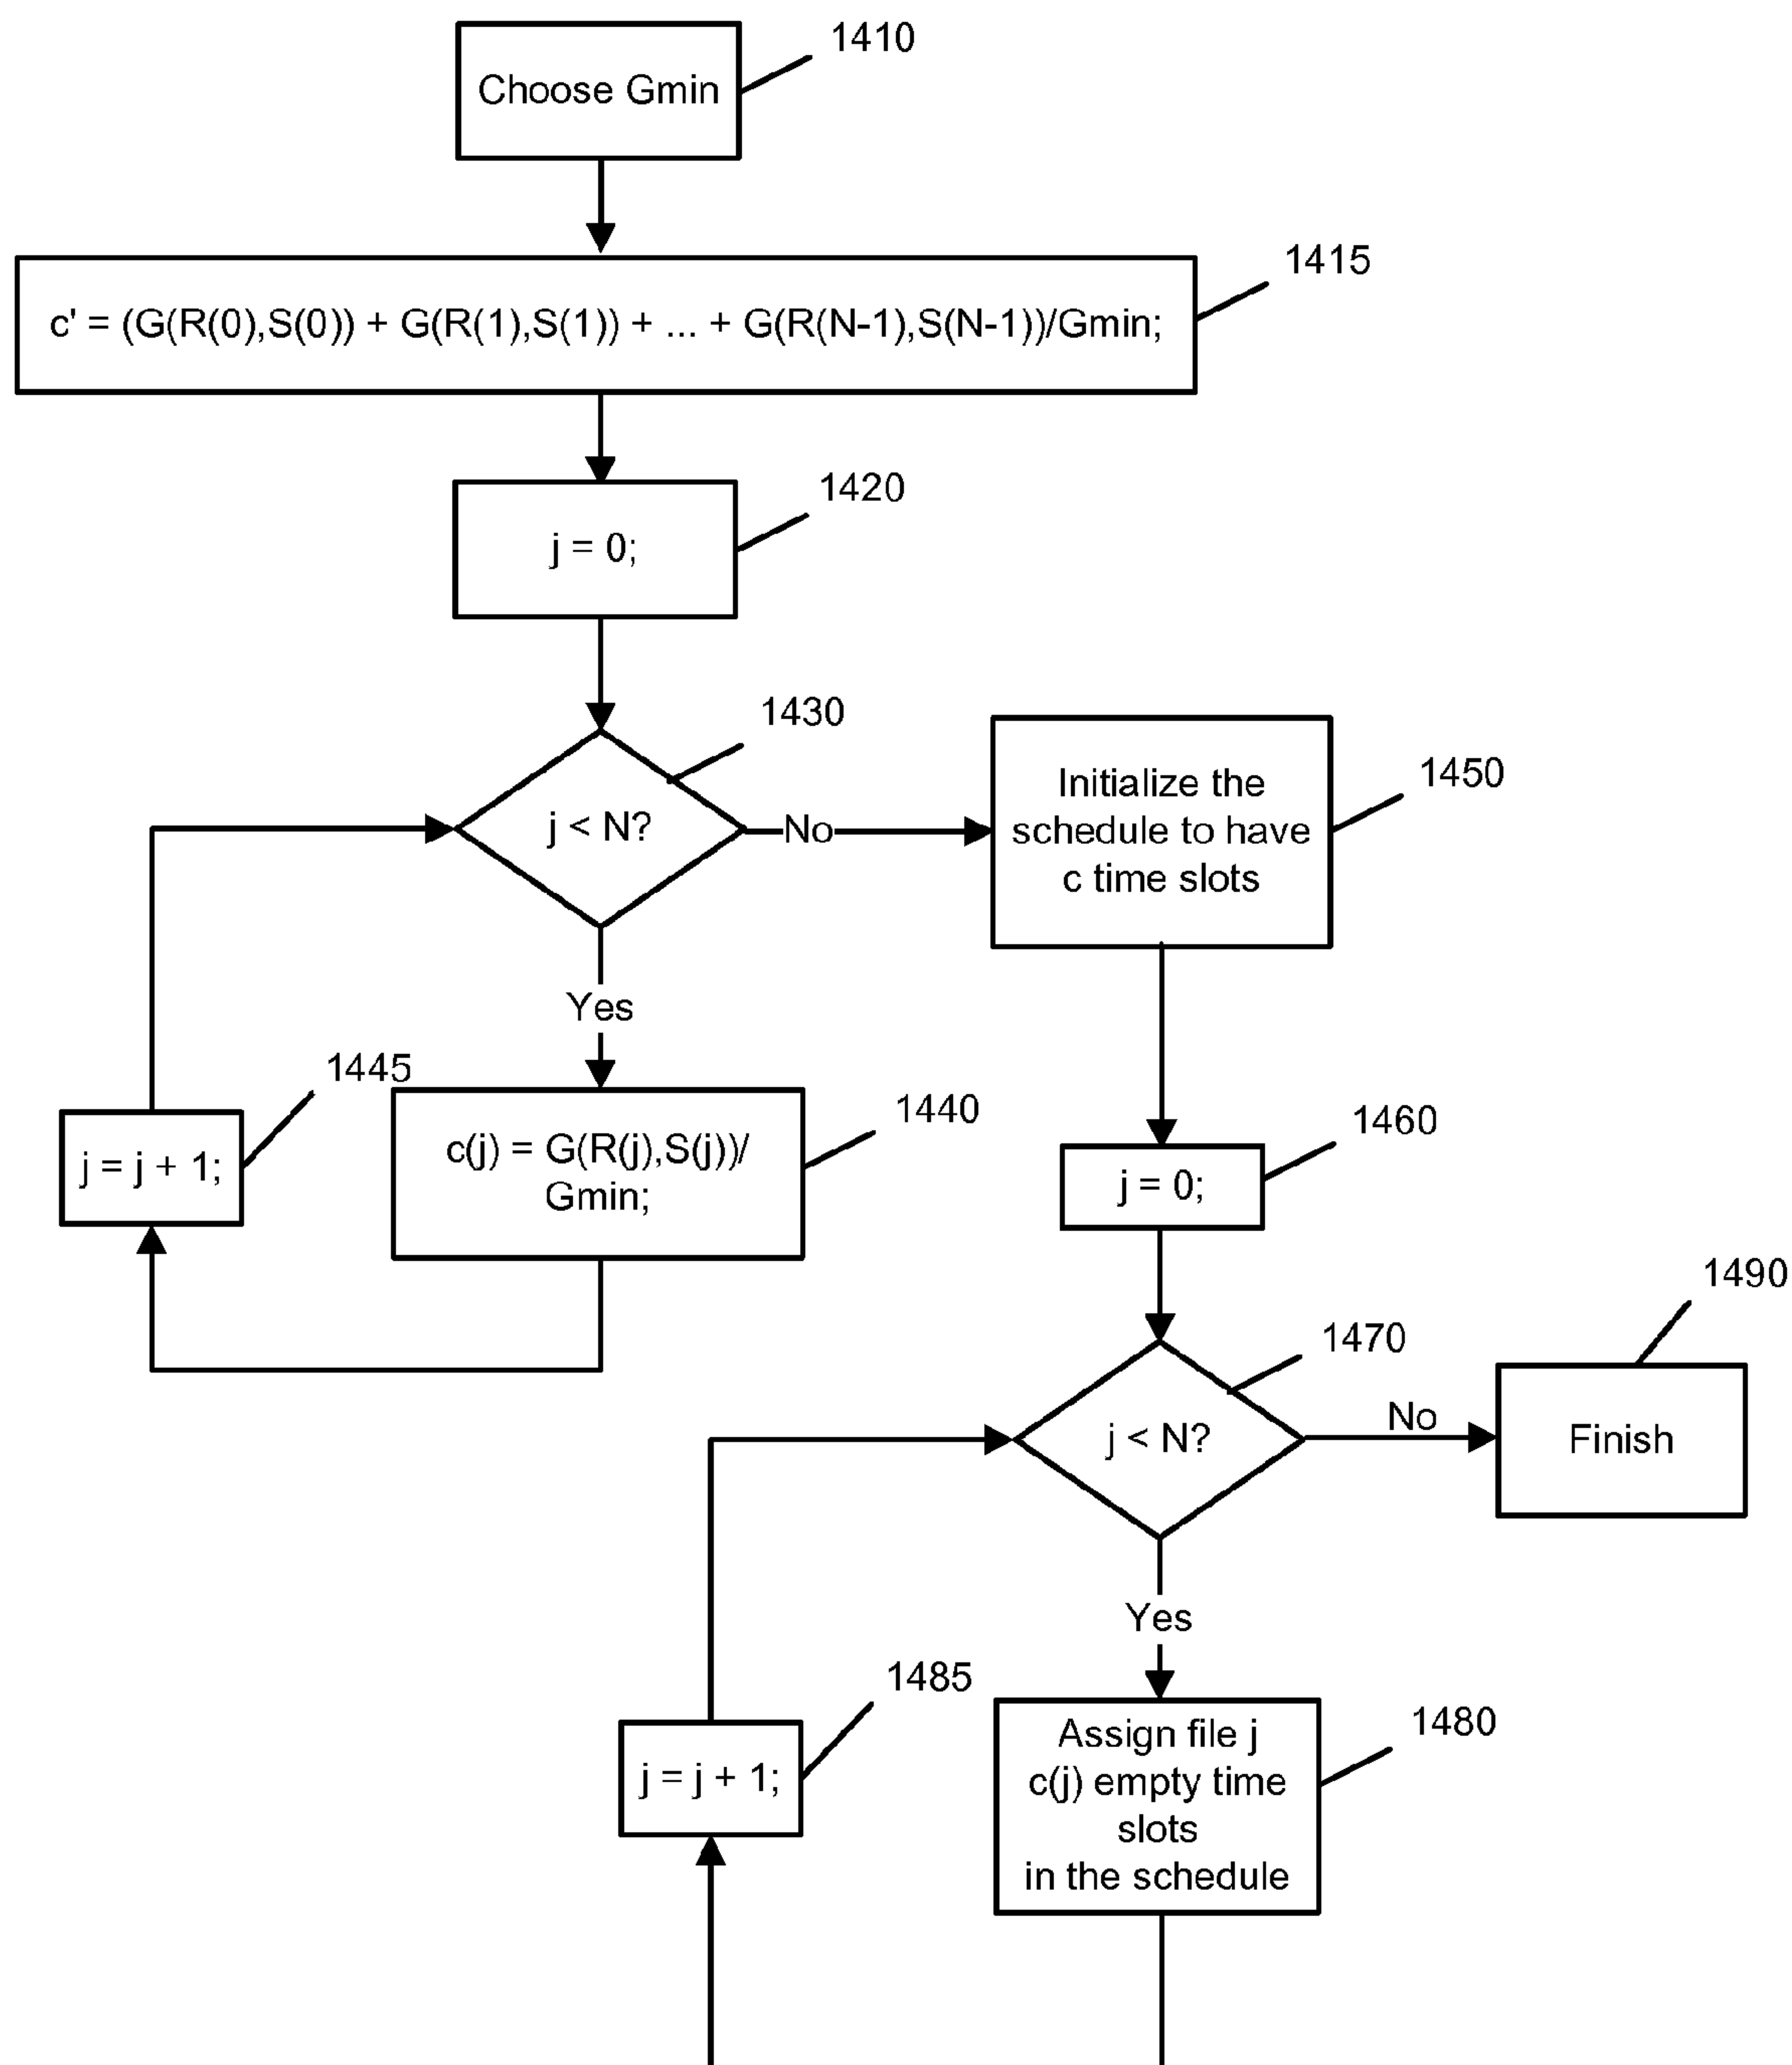 1410
Choose Gmin
1415
c' = (G(R(0),S(0)) + G(R(1),S(1)) + ... + G(R(N-1),S(N-1))/Gmin;
1420
j = 0;
1430
j < N?
No
1450
Initialize the
schedule to have
c time slots
Yes
1445
j = j + 1;
1440
c(j) = G(R(j),S(j))/
Gmin;
1460
j = 0;
1490
1470
j < N?
No
Finish
Yes
1485
j = j + 1;
1480
Assign file j
c(j) empty time
slots
in the schedule